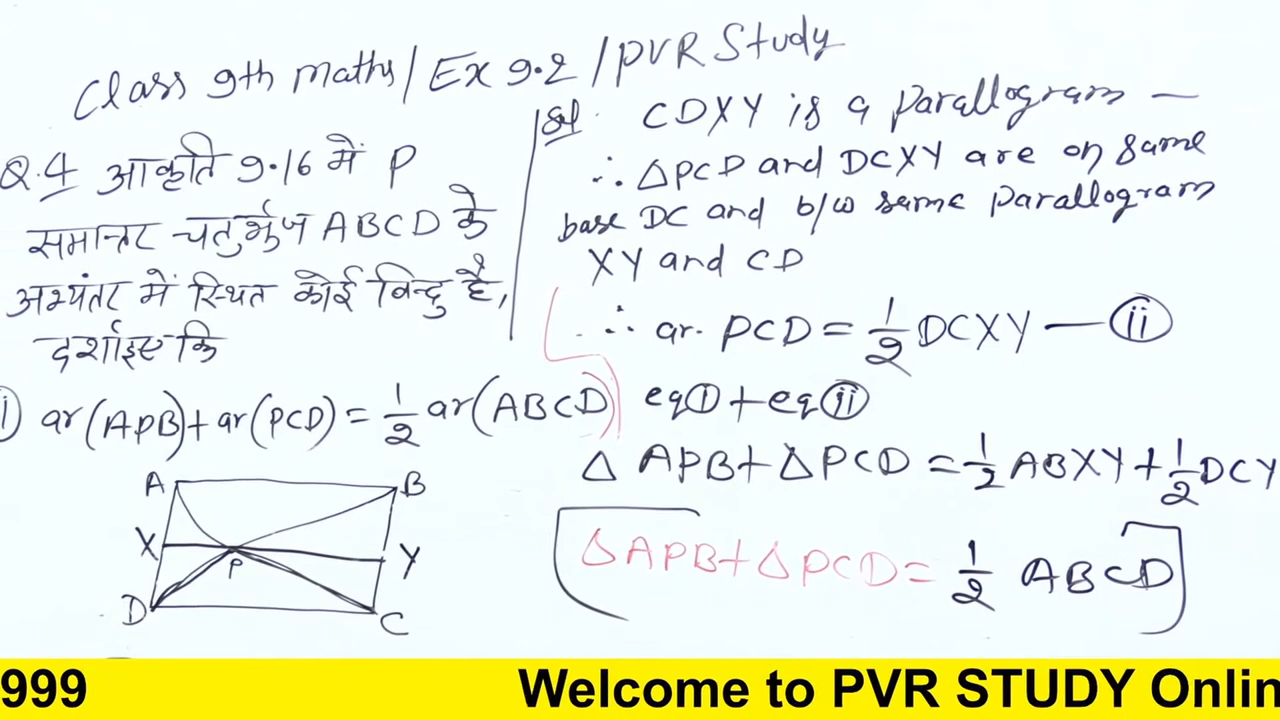 Class 9th maths / Ex 9.2 / PVR Study
Q.4 आकृति 9.16 में P
समान्तर चतुर्भुज ABCD के
अभ्यंतर में स्थित कोई बिन्दु है,
दर्शाइए कि
i) ar(APB)+ar(PCD) = 1/2 ar(ABCD)
A B
X P Y
D C
Sol. CDXY is a Parallogram —
∴ △PCD and DCXY are on same
base DC and b/w same Parallogram
XY and CD
∴ ar. PCD = 1/2 DCXY — (ii)
eq(i) + eq(ii)
△ APB + △PCD = 1/2 ABXY + 1/2 DCY
△APB + △PCD = 1/2 ABCD
999 Welcome to PVR STUDY Onlin